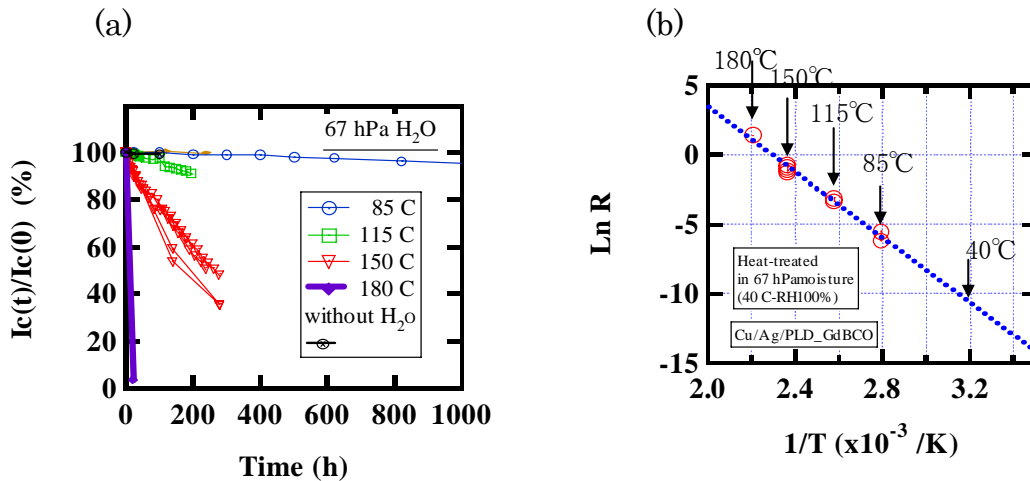 (a)
Ic(t)/Ic(0) (%)
100
80
60
40
20
0
67 hPa H₂O
85 C
115 C
150 C
180 C
without H₂O
0 200 400 600 800 1000
Time (h)
(b)
Ln R
5
0
-5
-10
-15
180℃
150℃
115℃
85℃
40℃
Heat-treated
in 67 hPamoisture
(40 C-RH100%)
Cu/Ag/PLD_GdBCO
2.0 2.4 2.8 3.2
1/T (x10⁻³ /K)